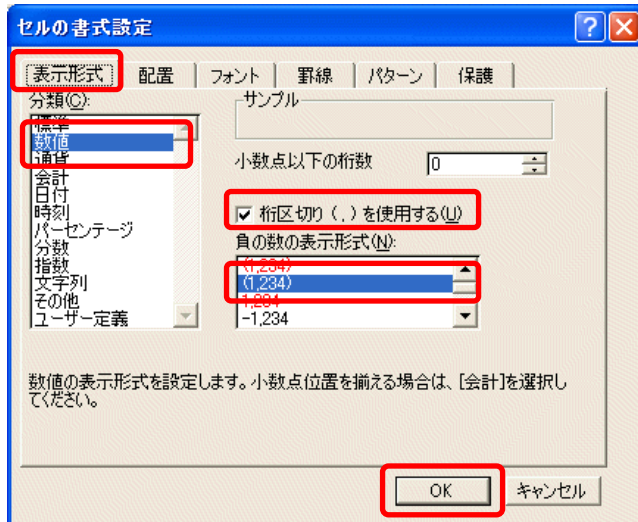 セルの書式設定
表示形式 配置 フォント 罫線 パターン 保護
分類(C): サンプル
標準
数値
通貨
会計
日付
時刻
パーセンテージ
分数
指数
文字列
その他
ユーザー定義
小数点以下の桁数 0
桁区切り(,)を使用する(U)
負の数の表示形式(N):
(1,234)
(1,234)
1,234
-1,234
数値の表示形式を設定します。小数点位置を揃える場合は、[会計]を選択し
てください。
OK キャンセル